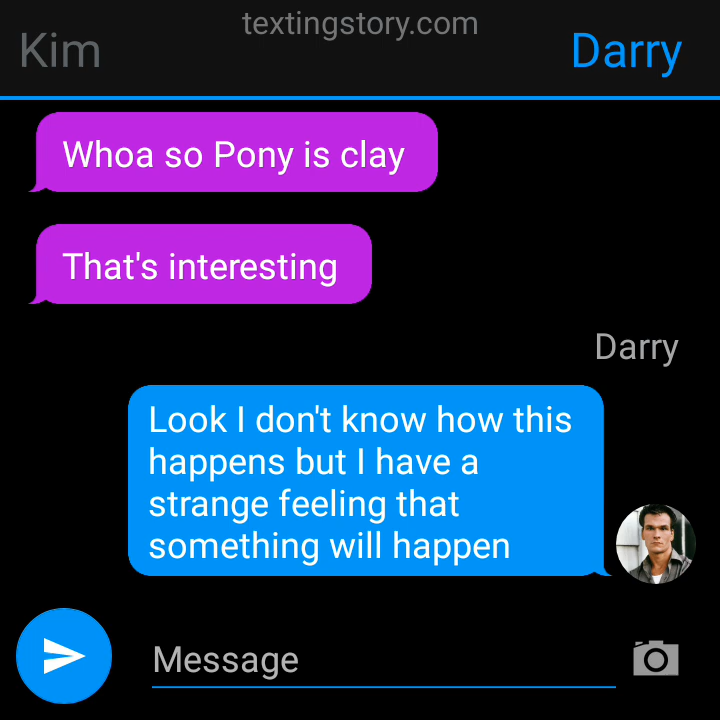 textingstory.com
Kim
Darry
Whoa so Pony is clay
That's interesting
Darry
Look I don't know how this
happens but I have a
strange feeling that
something will happen
Message